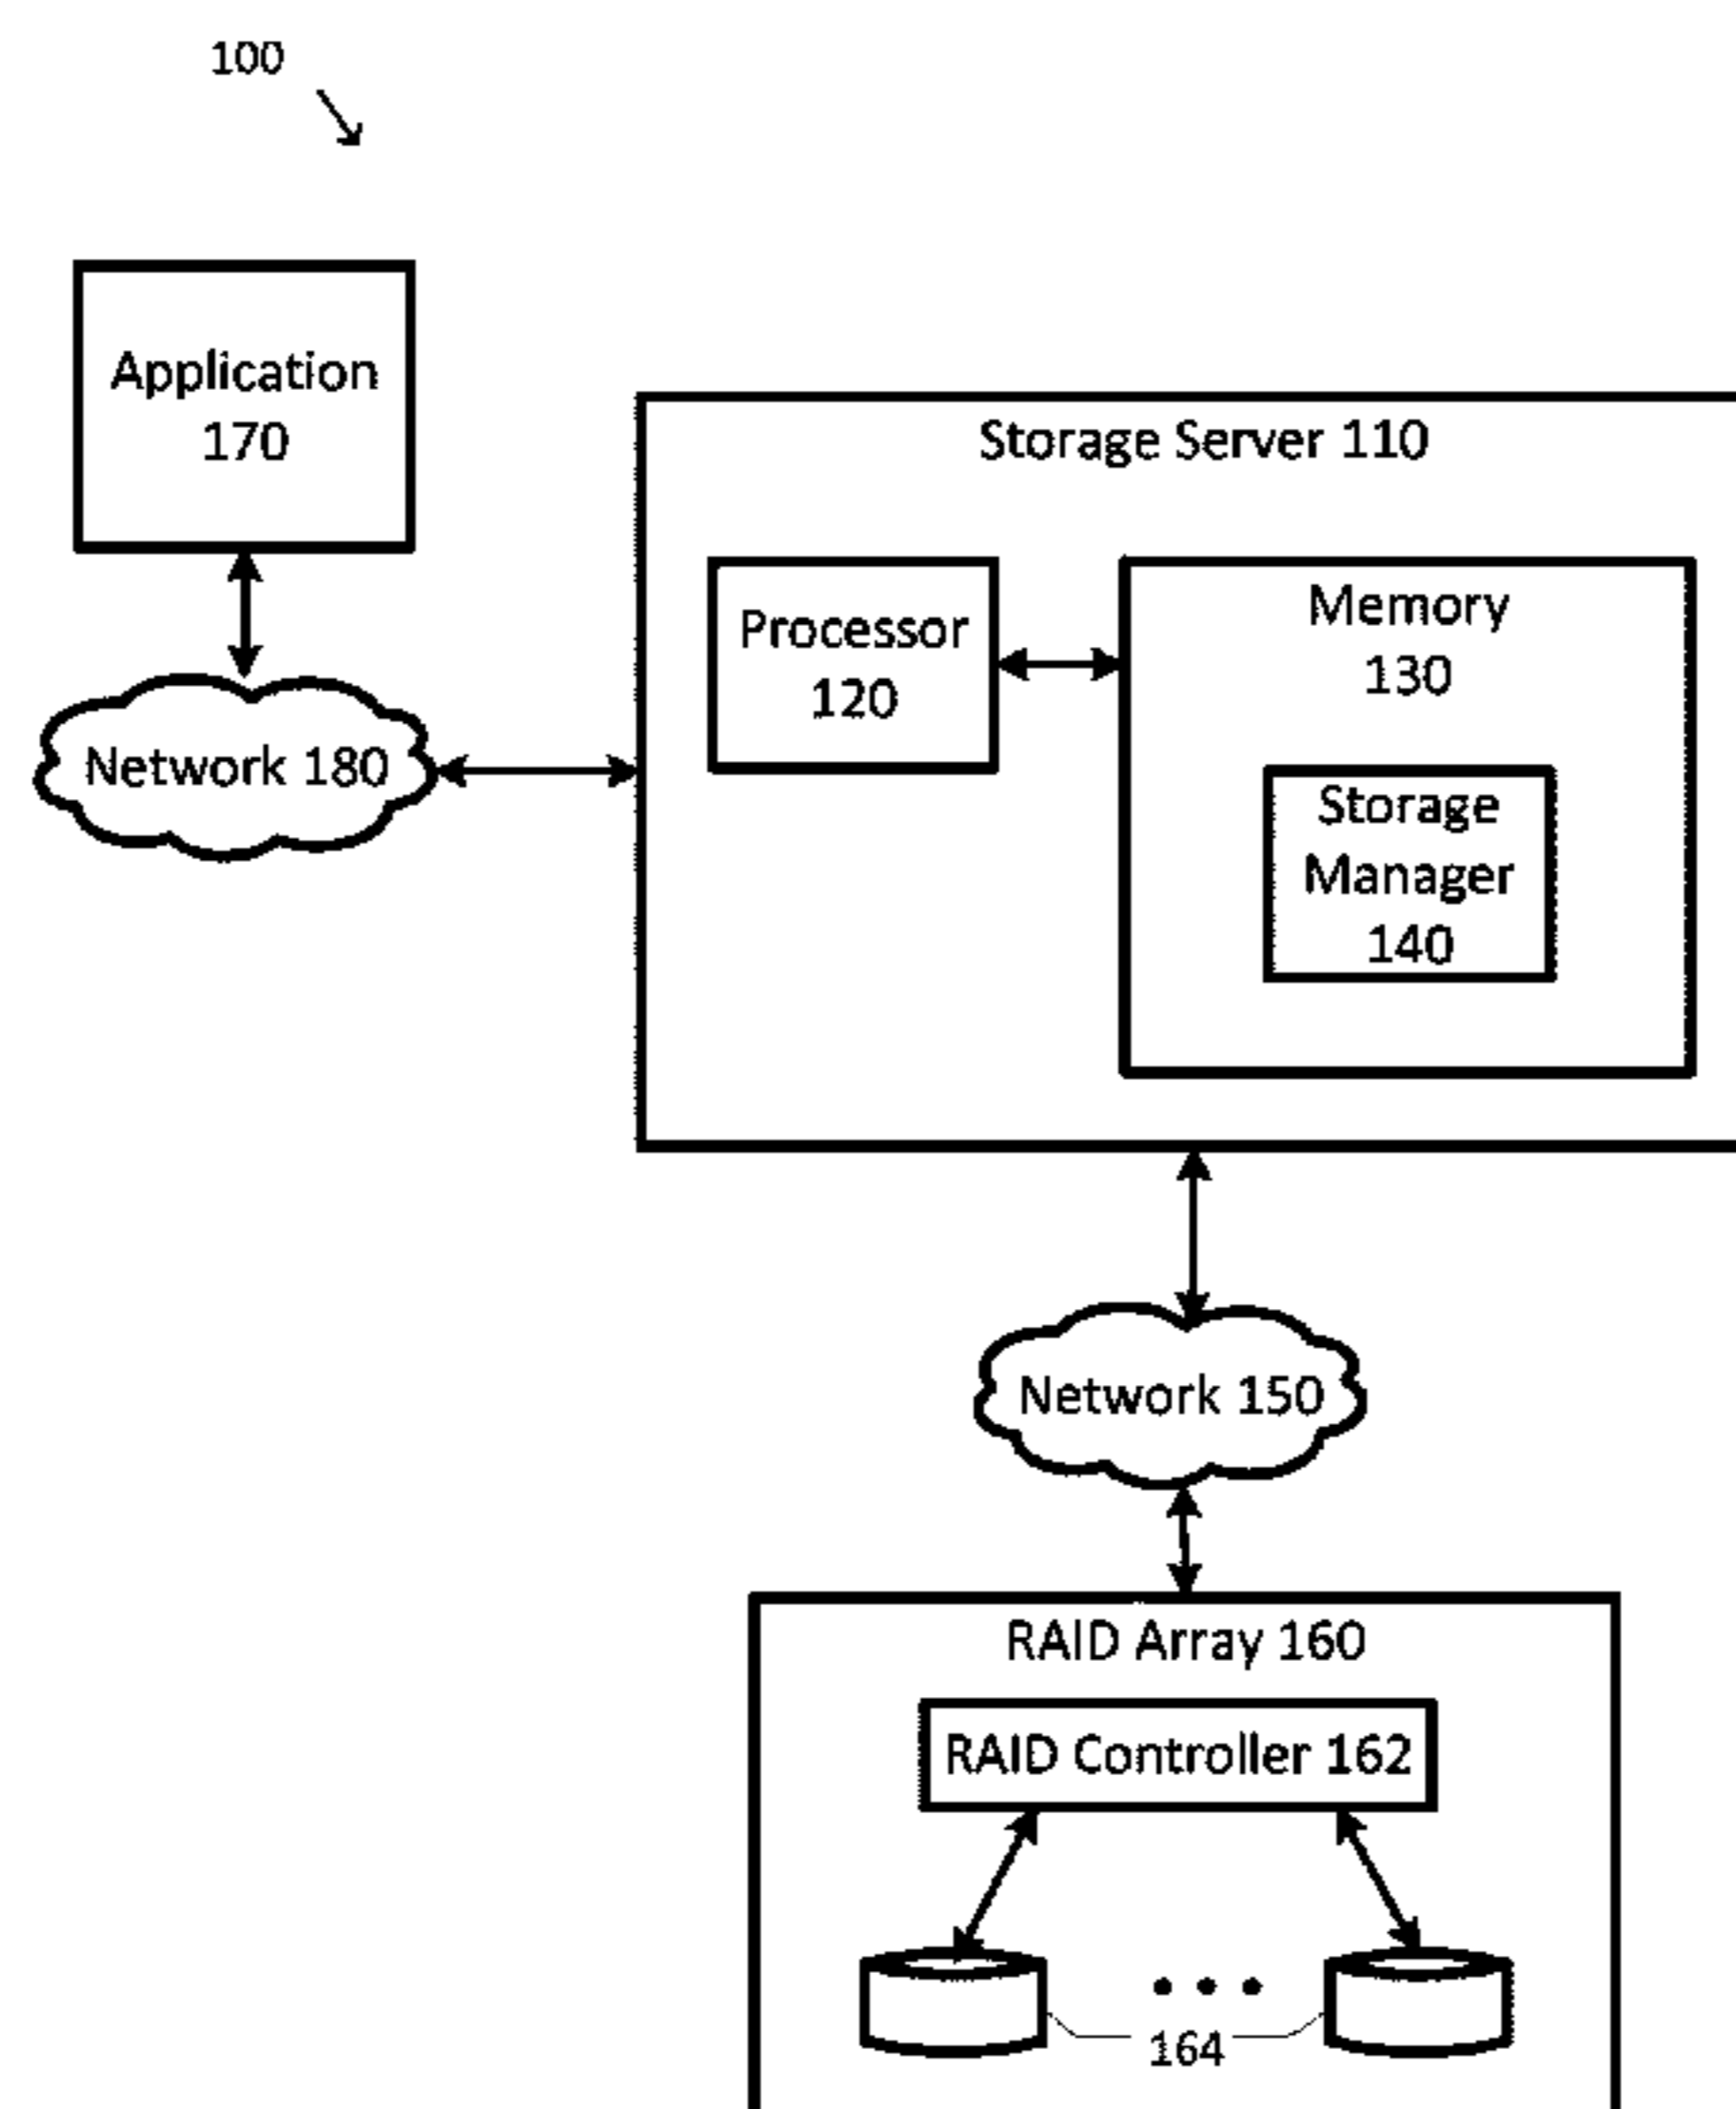 100
Application
170
Storage Server 110
Processor
120
Memory
130
Network 180
Storage
Manager
140
Network 150
RAID Array 160
RAID Controller 162
164